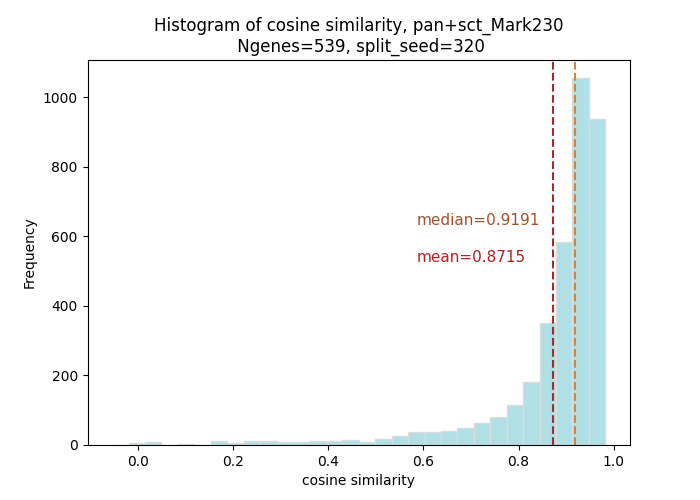 Histogram of cosine similarity, pan+sct_Mark230
Ngenes=539, split_seed=320
1000
800
600
400
200
0
Frequency
median=0.9191
mean=0.8715
0.0 0.2 0.4 0.6 0.8 1.0
cosine similarity